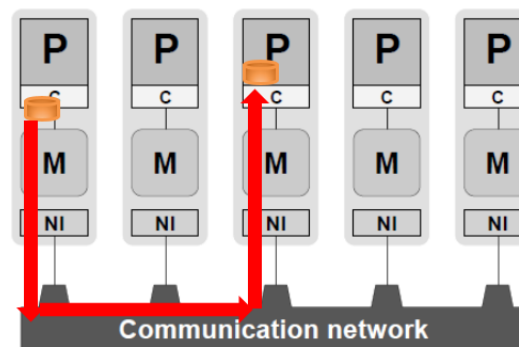 P P P P P
C C C C C
M M M M M
NI NI NI NI NI
Communication network